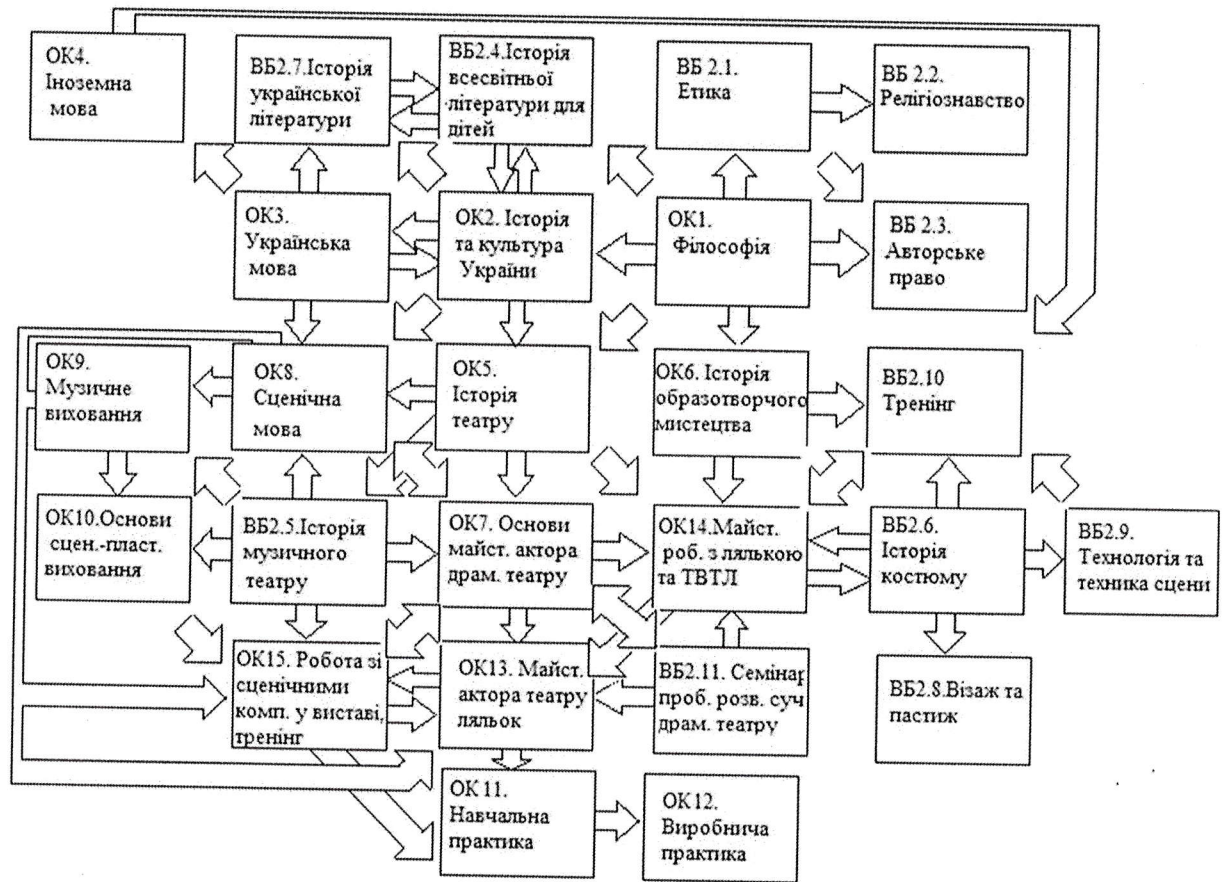 ОК4.
Іноземна
мова
ВБ2.7.Історія
української
літератури
ВБ2.4.Історія
всесвітньої
літератури для
дітей
ВБ 2.1.
Етика
ВБ 2.2.
Релігіознавство
ОК3.
Українська
мова
ОК2. Історія
та культура
України
ОК1.
Філософія
ВБ 2.3.
Авторське
право
ОК9.
Музичне
виховання
ОК8.
Сценічна
мова
ОК5.
Історія
театру
ОК6. Історія
образотворчого
мистецтва
ВБ2.10
Тренінг
ОК10.Основи
сцен.-пласт.
виховання
ВБ2.5.Історія
музичного
театру
ОК7. Основи
майст. актора
драм. театру
ОК14.Майст.
роб. з лялькою
та ТВТЛ
ВБ2.6.
Історія
костюму
ВБ2.9.
Технологія та
техника сцени
ОК15. Робота зі
сценічними
комп. у виставі,
тренінг
ОК13. Майст.
актора театру
ляльок
ВБ2.11. Семінар
проб. розв. суч
драм. театру
ВБ2.8.Візаж та
пастиж
ОК 11.
Навчальна
практика
ОК12.
Виробнича
практика